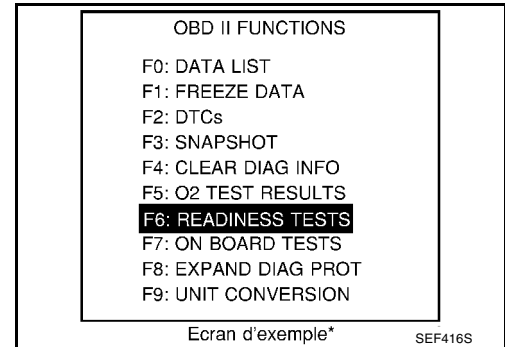 OBD II FUNCTIONS
F0: DATA LIST
F1: FREEZE DATA
F2: DTCs
F3: SNAPSHOT
F4: CLEAR DIAG INFO
F5: O2 TEST RESULTS
F6: READINESS TESTS
F7: ON BOARD TESTS
F8: EXPAND DIAG PROT
F9: UNIT CONVERSION
Ecran d'exemple*
SEF416S